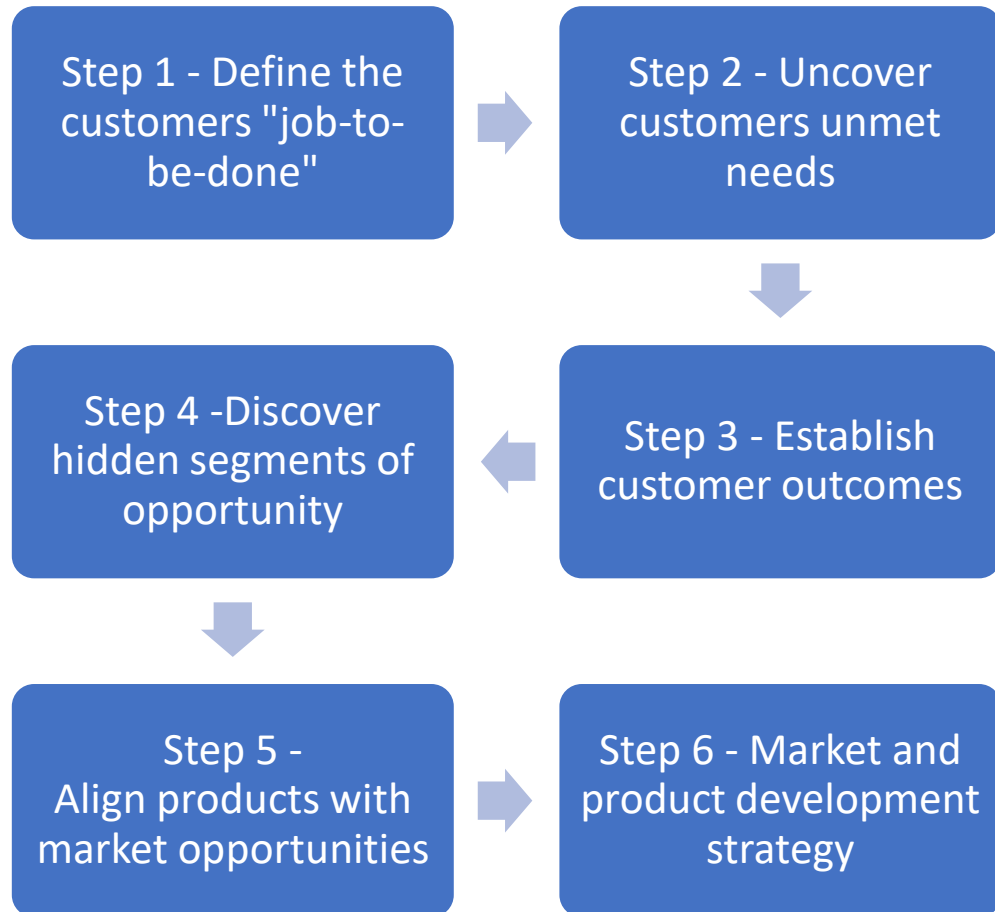 Step 1 - Define the
customers "job-to-
be-done"
Step 2 - Uncover
customers unmet
needs
Step 3 - Establish
customer outcomes
Step 4 -Discover
hidden segments of
opportunity
Step 5 -
Align products with
market opportunities
Step 6 - Market and
product development
strategy